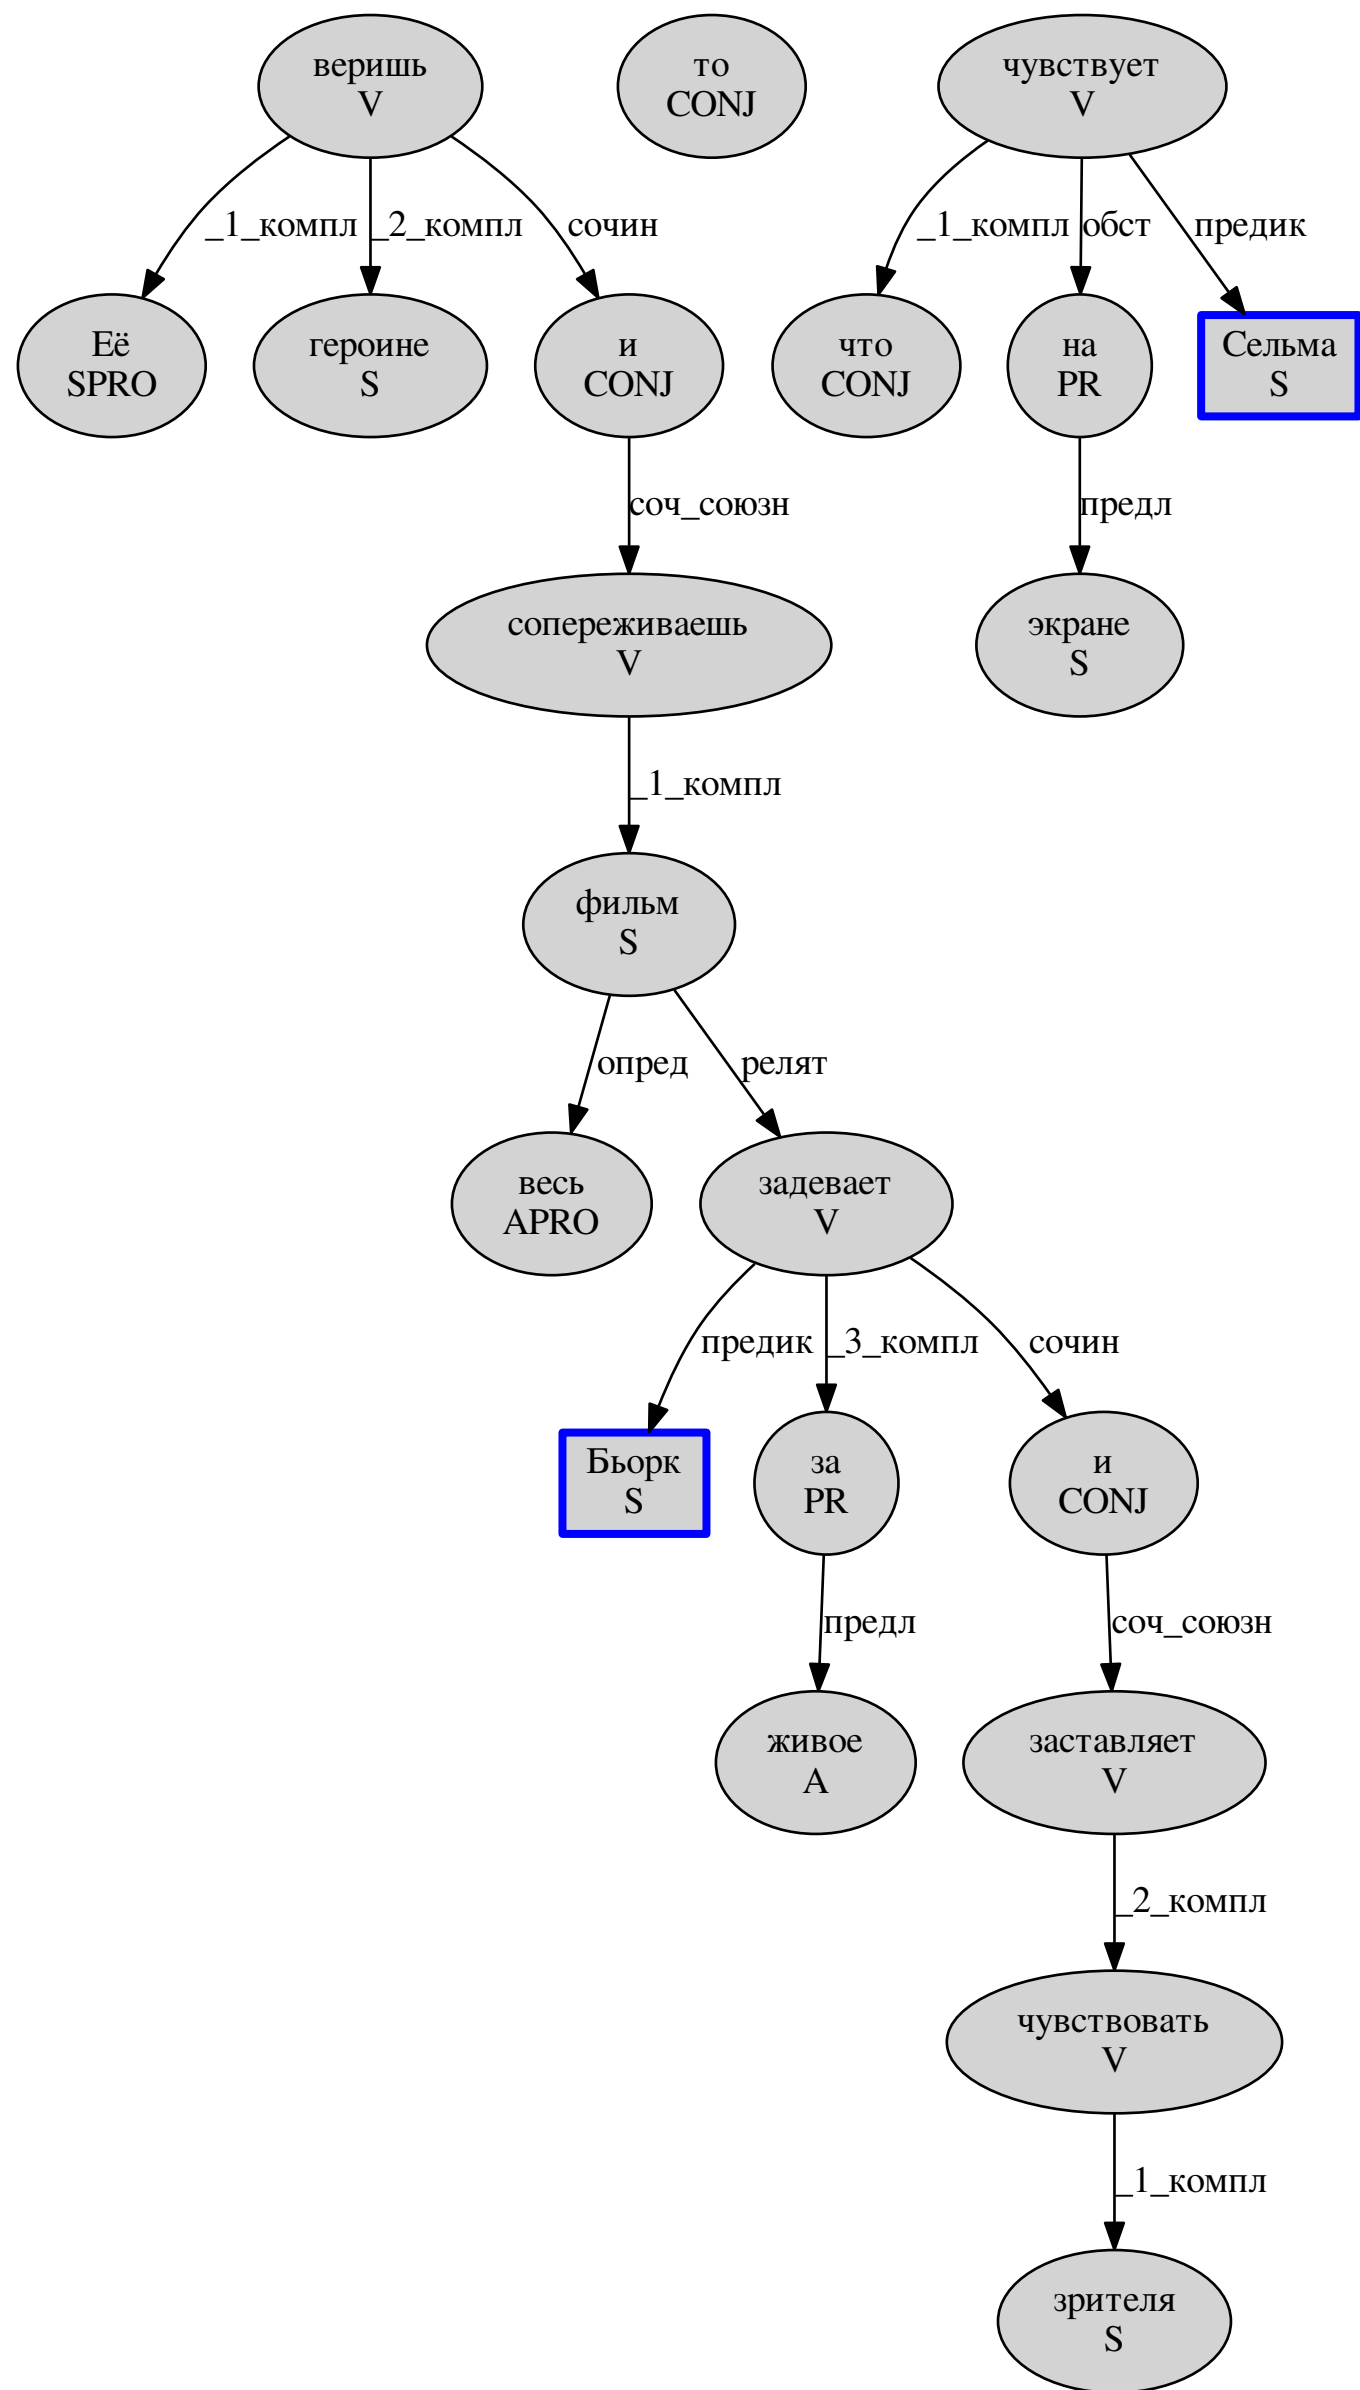 веришь
V
то
CONJ
чувствует
V
_1_компл
_2_компл
сочин
_1_компл
обст
предик
Её
SPRO
героине
S
и
CONJ
что
CONJ
на
PR
Сельма
S
соч_союзн
предл
сопереживаешь
V
экране
S
_1_компл
фильм
S
опред
релят
весь
APRO
задевает
V
предик
_3_компл
сочин
Бьорк
S
за
PR
и
CONJ
предл
соч_союзн
живое
A
заставляет
V
_2_компл
чувствовать
V
_1_компл
зрителя
S